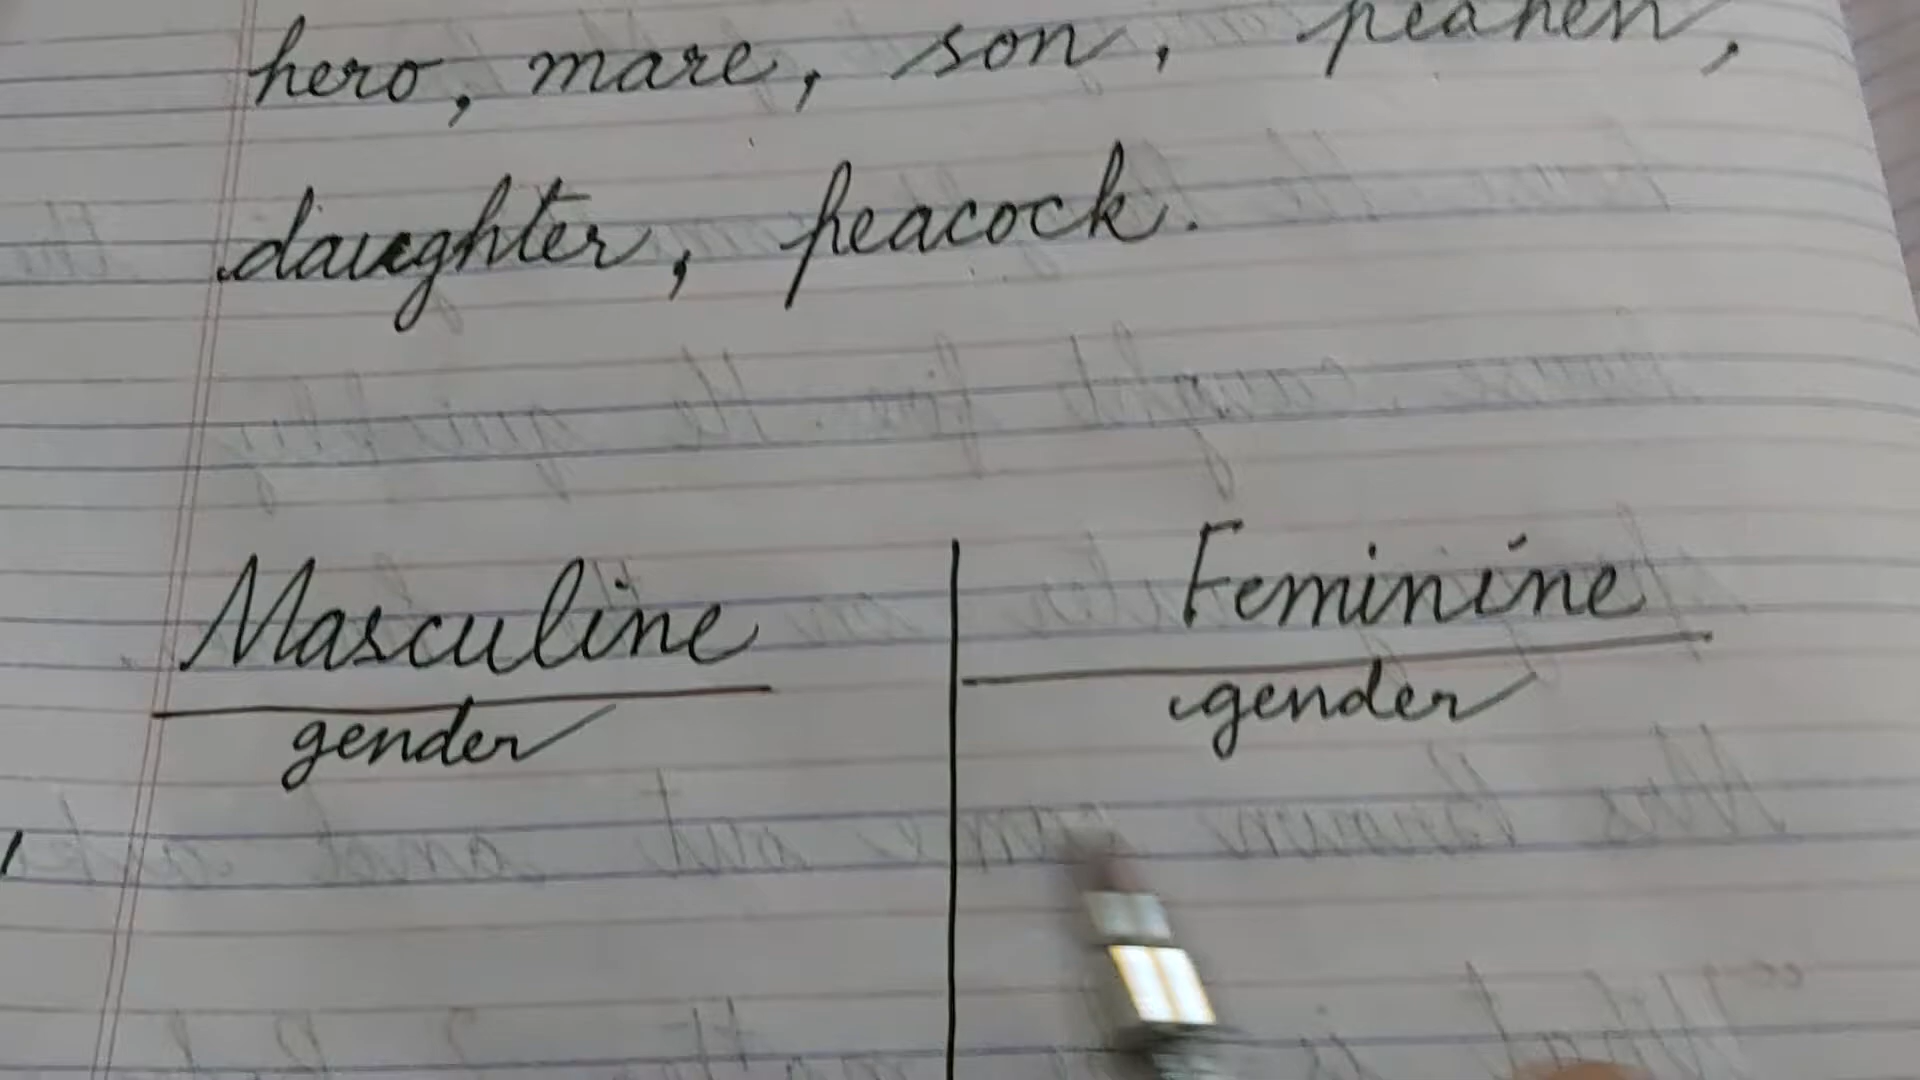 hero, mare, son, peahen,
daughter, peacock.
Masculine
gender
Feminine
gender